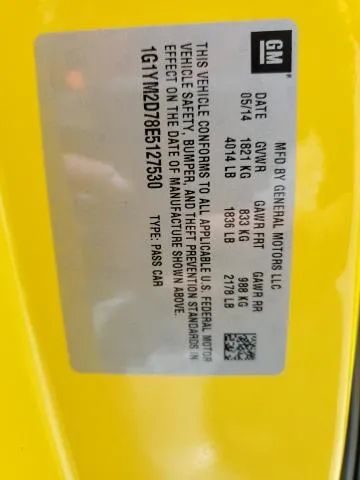 GM
MFD BY GENERAL MOTORS LLC
DATE GVWR GAWR FRT GAWR RR
05/14 1821 KG 833 KG 988 KG
4014 LB 1836 LB 2178 LB
THIS VEHICLE CONFORMS TO ALL APPLICABLE U.S. FEDERAL MOTOR
VEHICLE SAFETY, BUMPER, AND THEFT PREVENTION STANDARDS IN
EFFECT ON THE DATE OF MANUFACTURE SHOWN ABOVE.
1G1YM2D78E5127530 TYPE: PASS CAR